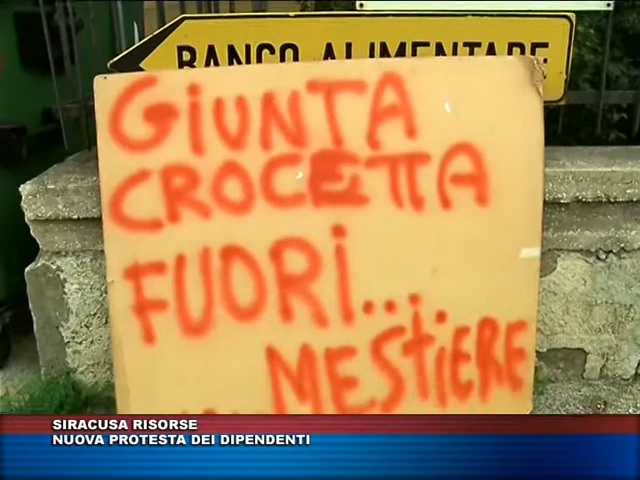 BANCO ALIMENTARE
GIUNTA
CROCETTA
FUORI.....
MESTIERE
SIRACUSA RISORSE
NUOVA PROTESTA DEI DIPENDENTI